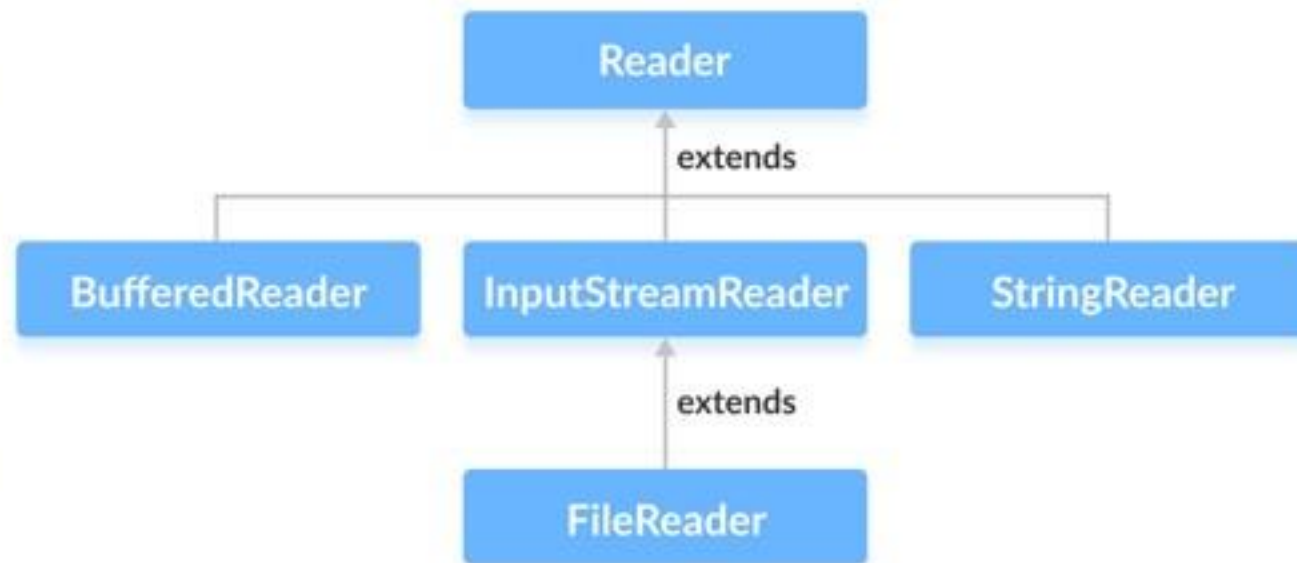 Reader
extends
BufferedReader
InputStreamReader
StringReader
extends
FileReader